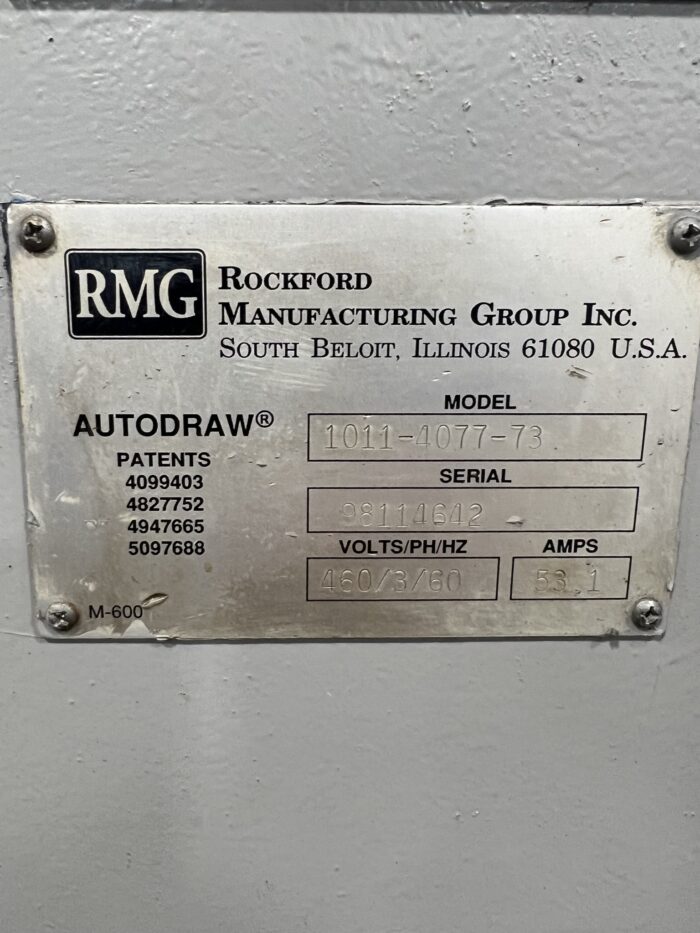 RMG
ROCKFORD
MANUFACTURING GROUP INC.
SOUTH BELOIT, ILLINOIS 61080 U.S.A.
AUTODRAW®
PATENTS
4099403
4827752
4947665
5097688
M-600
MODEL
1011-4077-73
SERIAL
98114642
VOLTS/PH/HZ
460/3/60
AMPS
53.1